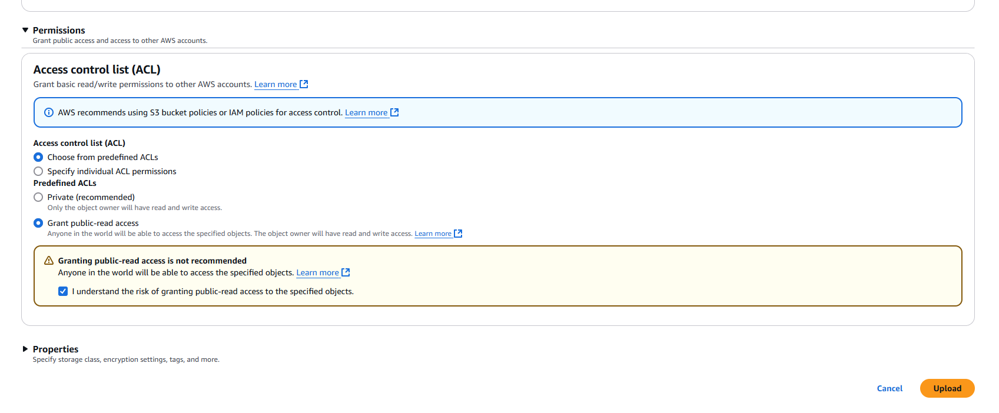 Permissions
Grant public access and access to other AWS accounts.
Access control list (ACL)
Grant basic read/write permissions to other AWS accounts. Learn more
AWS recommends using S3 bucket policies or IAM policies for access control. Learn more
Access control list (ACL)
Choose from predefined ACLs
Specify individual ACL permissions
Predefined ACLs
Private (recommended)
Only the object owner will have read and write access.
Grant public-read access
Anyone in the world will be able to access the specified objects. The object owner will have read and write access. Learn more
Granting public-read access is not recommended
Anyone in the world will be able to access the specified objects. Learn more
I understand the risk of granting public-read access to the specified objects.
Properties
Specify storage class, encryption settings, tags, and more.
Cancel Upload